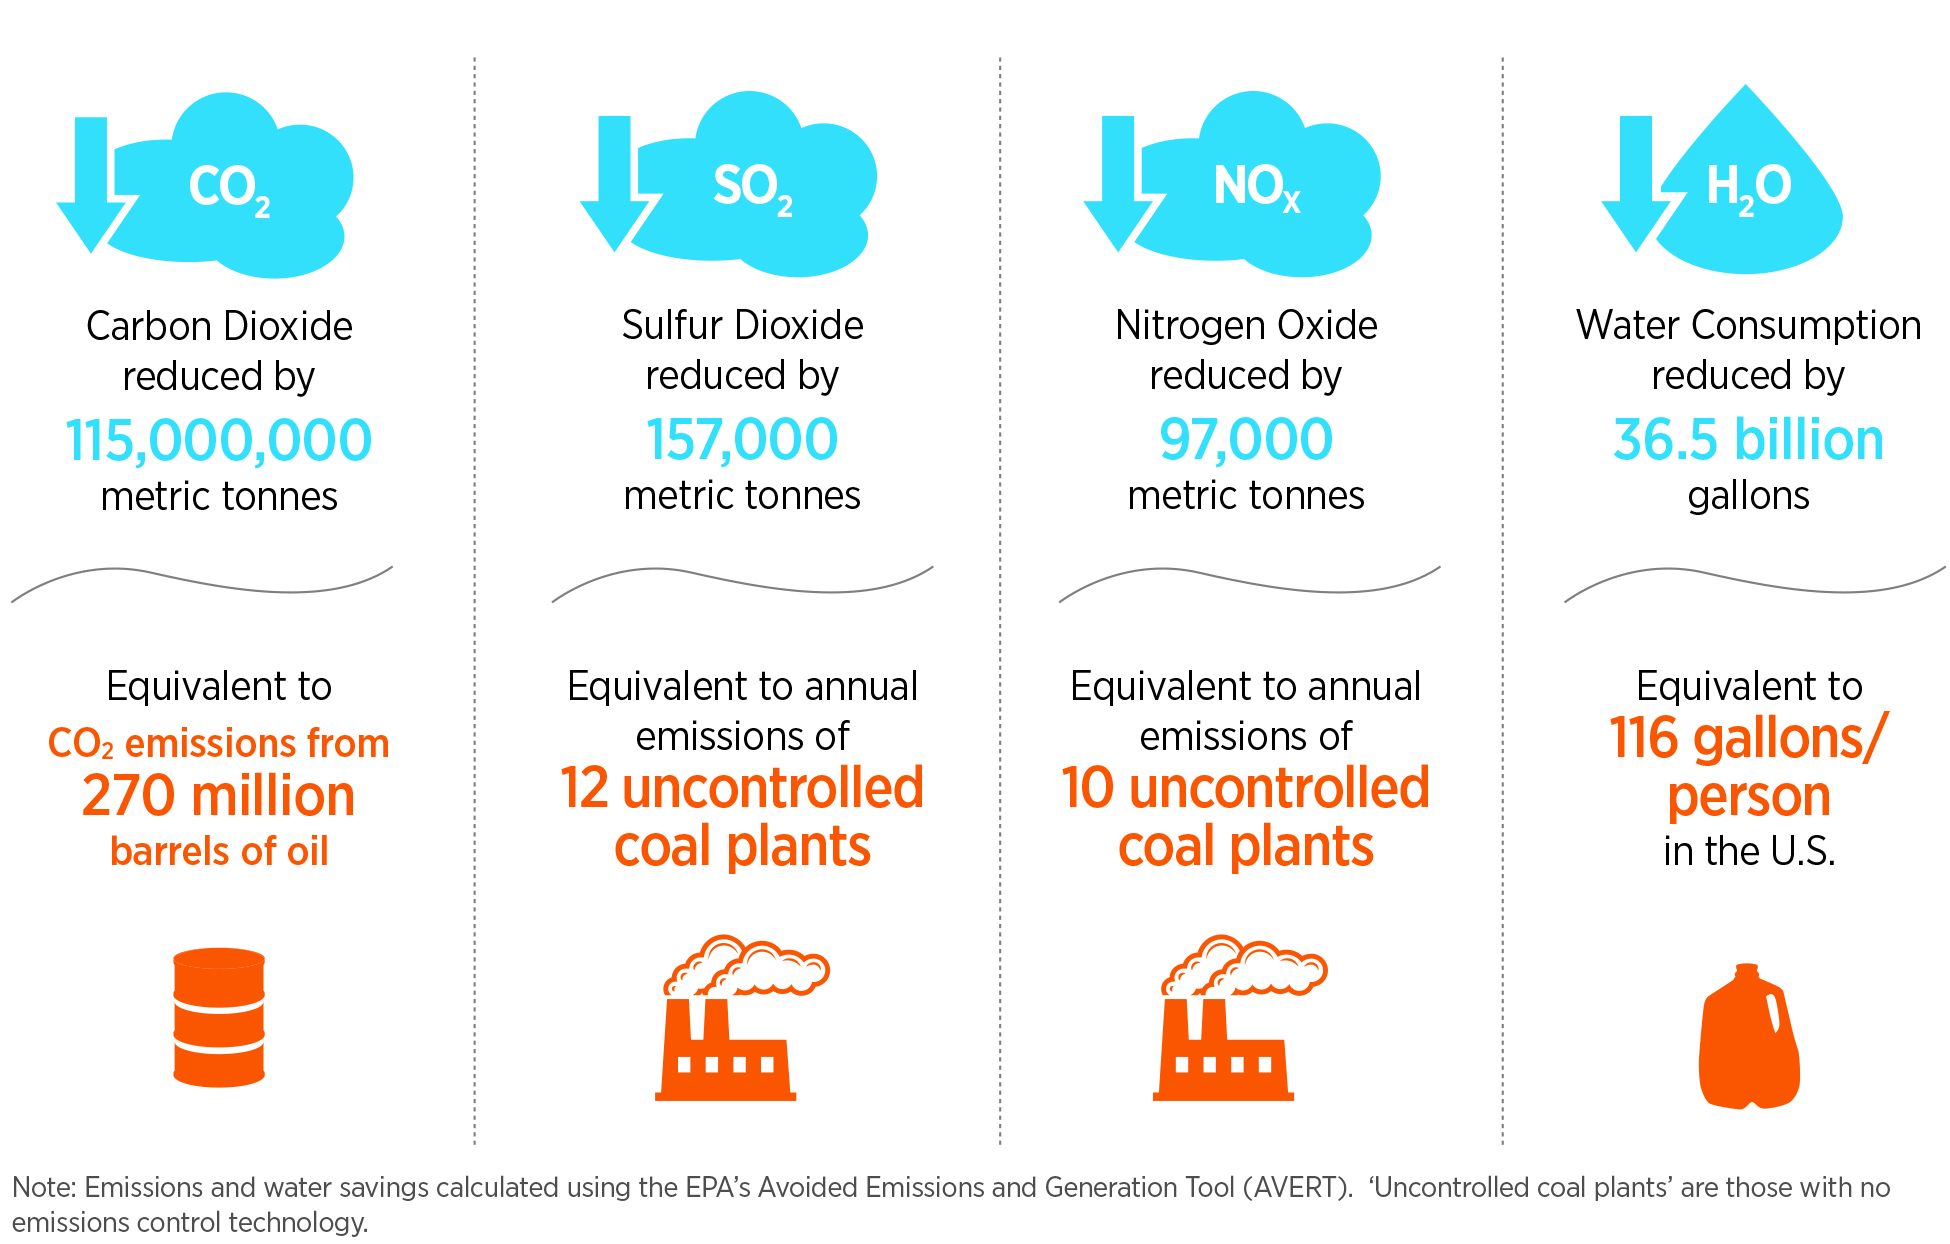 CO₂
Carbon Dioxide
reduced by
115,000,000
metric tonnes
Equivalent to
CO₂ emissions from
270 million
barrels of oil
SO₂
Sulfur Dioxide
reduced by
157,000
metric tonnes
Equivalent to annual
emissions of
12 uncontrolled
coal plants
NOₓ
Nitrogen Oxide
reduced by
97,000
metric tonnes
Equivalent to annual
emissions of
10 uncontrolled
coal plants
H₂O
Water Consumption
reduced by
36.5 billion
gallons
Equivalent to
116 gallons/
person
in the U.S.
Note: Emissions and water savings calculated using the EPA’s Avoided Emissions and Generation Tool (AVERT).  ‘Uncontrolled coal plants’ are those with no
emissions control technology.